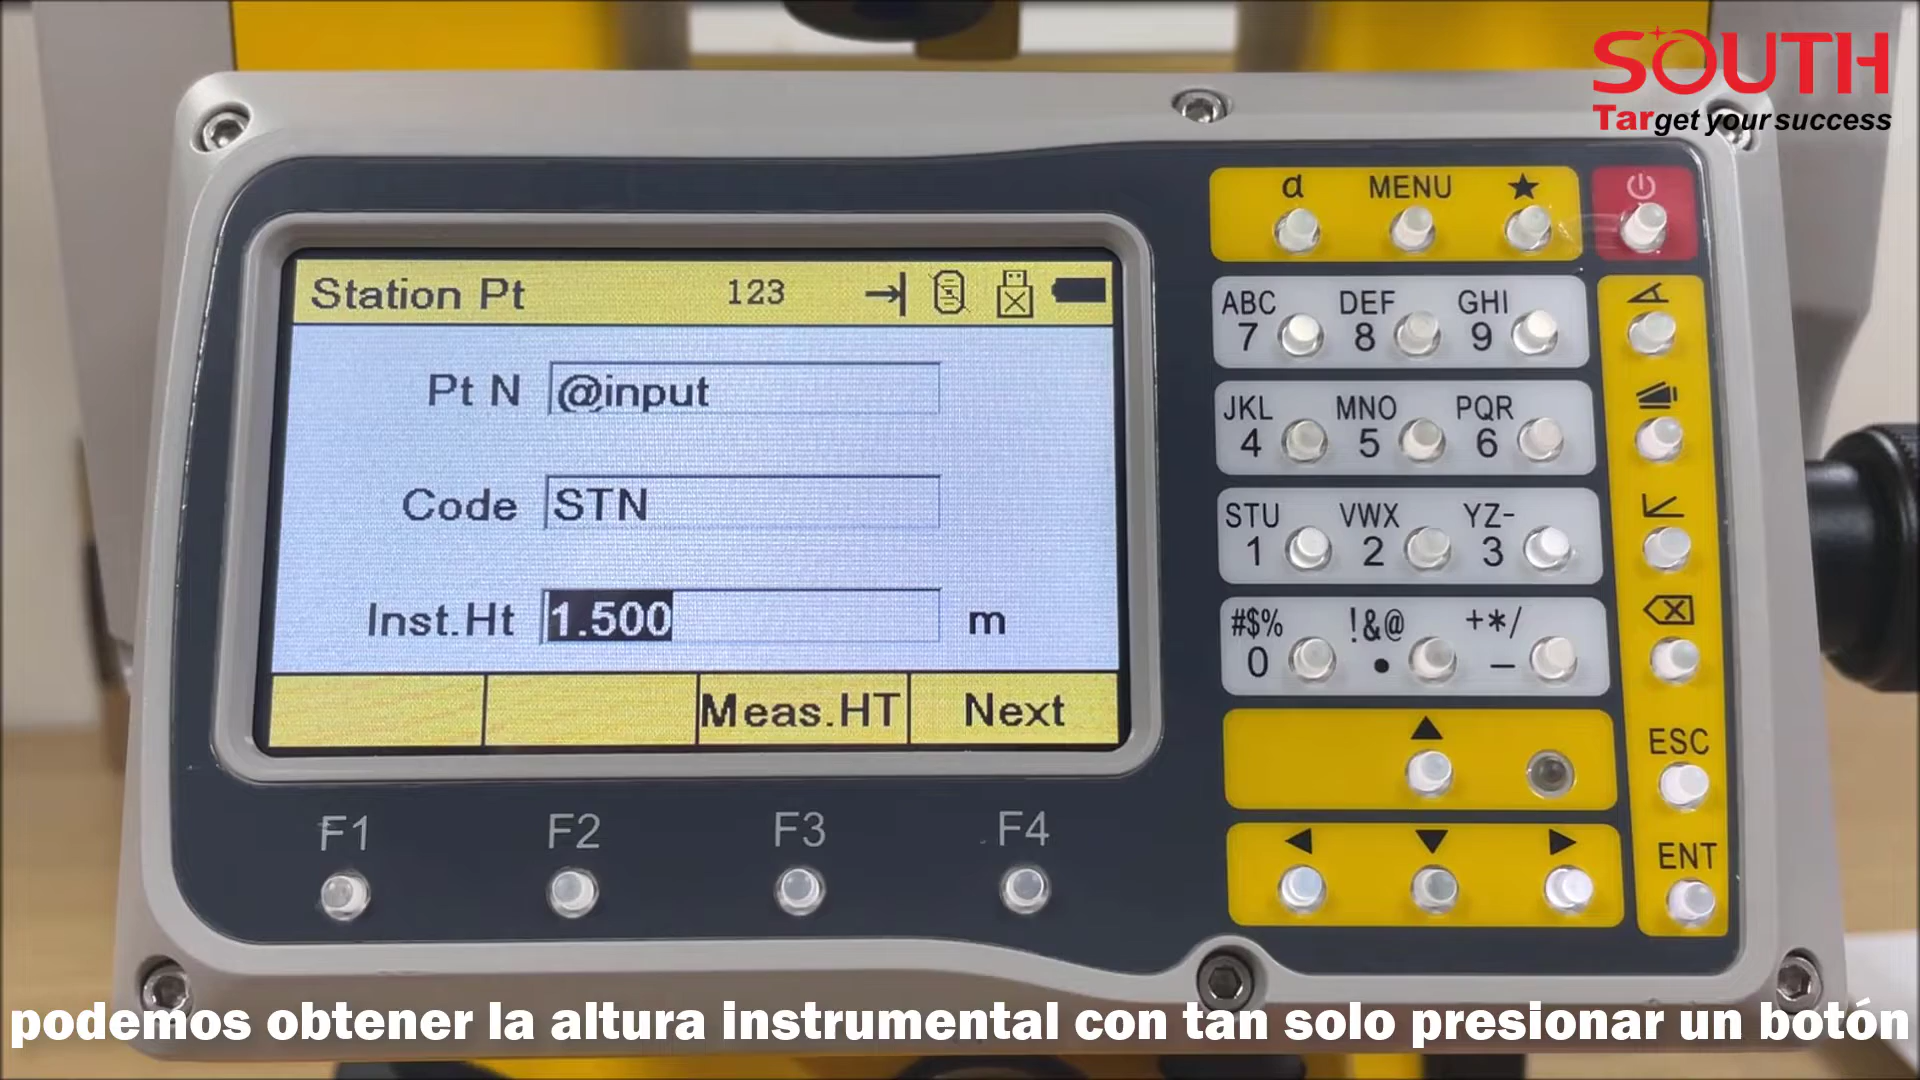 SOUTH
Target your success
α MENU ★
Station Pt 123
ABC DEF GHI
7 8 9
Pt N @input
JKL MNO PQR
4 5 6
Code STN
STU VWX YZ-
1 2 3
Inst.Ht 1.500 m
#$% !&@ +*/
0 • –
Meas.HT Next
ESC
F1 F2 F3 F4
ENT
podemos obtener la altura instrumental con tan solo presionar un botón